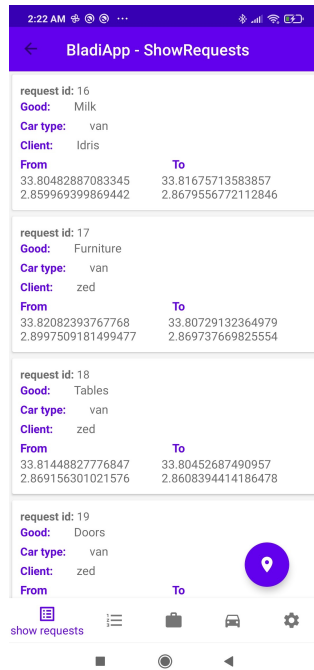 2:22 AM ...
BladiApp - ShowRequests
request id: 16
Good: Milk
Car type: van
Client: Idris
From To
33.80482887083345 33.81675713583857
2.859969399869442 2.8679556772112846
request id: 17
Good: Furniture
Car type: van
Client: zed
From To
33.82082393767768 33.80729132364979
2.8997509181499477 2.869737669825554
request id: 18
Good: Tables
Car type: van
Client: zed
From To
33.81448827776847 33.80452687490957
2.869156301021576 2.8608394414186478
request id: 19
Good: Doors
Car type: van
Client: zed
From To
show requests